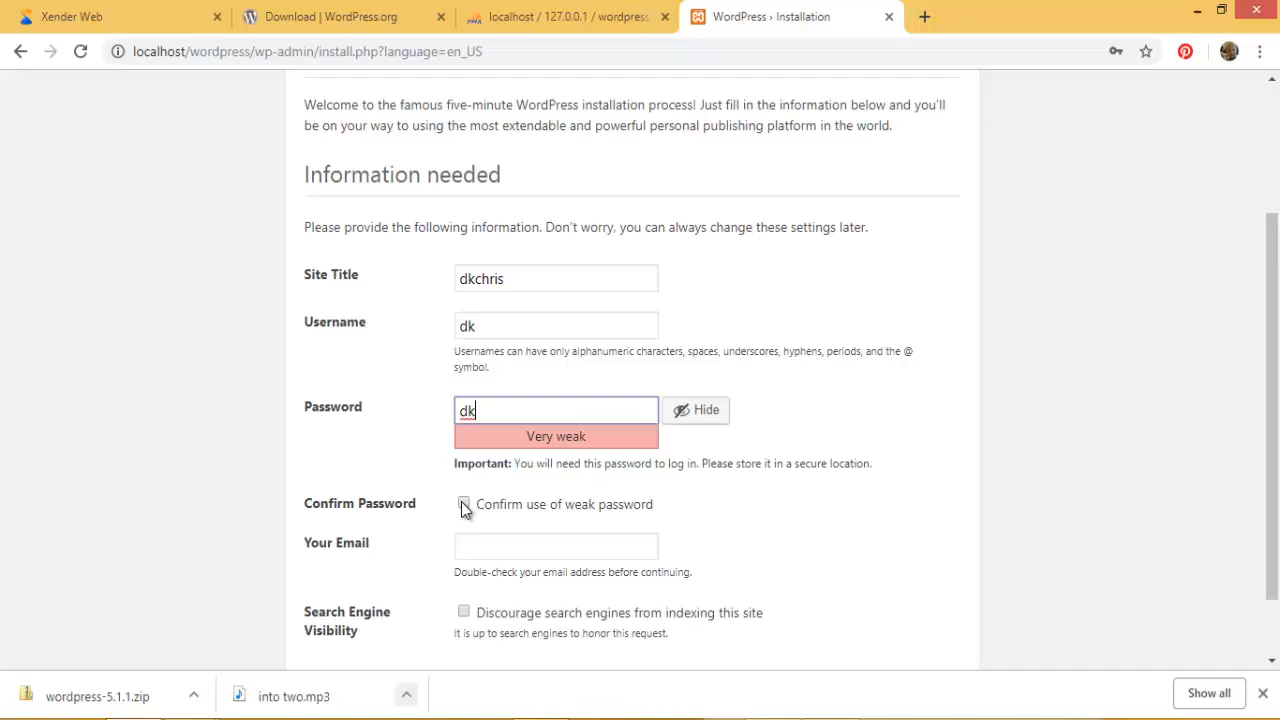 Xender Web
Download | WordPress.org
localhost / 127.0.0.1 / wordpress
WordPress › Installation
localhost/wordpress/wp-admin/install.php?language=en_US
Welcome to the famous five-minute WordPress installation process! Just fill in the information below and you'll
be on your way to using the most extendable and powerful personal publishing platform in the world.
Information needed
Please provide the following information. Don't worry, you can always change these settings later.
Site Title
dkchris
Username
dk
Usernames can have only alphanumeric characters, spaces, underscores, hyphens, periods, and the @
symbol.
Password
dk
Hide
Very weak
Important: You will need this password to log in. Please store it in a secure location.
Confirm Password
Confirm use of weak password
Your Email
Double-check your email address before continuing.
Search Engine
Visibility
Discourage search engines from indexing this site
It is up to search engines to honor this request.
wordpress-5.1.1.zip
into two.mp3
Show all